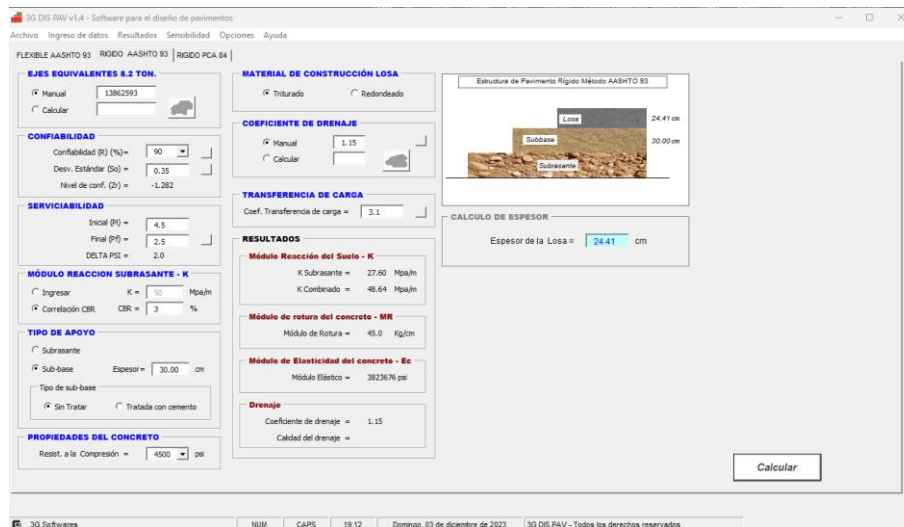 3G DIS PAV v1.4 - Software para el diseño de pavimentos
Archivo Ingreso de datos Resultados Sensibilidad Opciones Ayuda
FLEXIBLE AASHTO 93 RIGIDO AASHTO 93 RIGIDO PCA 84
EJES EQUIVALENTES 8.2 TON.
Manual 13862593
Calcular
CONFIABILIDAD
Confiabilidad (R) (%)= 90
Desv. Estándar (So) = 0.35
Nivel de conf. (Zr) = -1.282
SERVICIABILIDAD
Inicial (Pi) = 4.5
Final (Pf) = 2.5
DELTA PSI = 2.0
MÓDULO REACCION SUBRASANTE - K
Ingresar K = 50 Mpa/m
Correlación CBR CBR = 3 %
TIPO DE APOYO
Subrasante
Sub-base Espesor= 30.00 cm
Tipo de sub-base
Sin Tratar Tratada con cemento
PROPIEDADES DEL CONCRETO
Resist. a la Compresión = 4500 psi
MATERIAL DE CONSTRUCCIÓN LOSA
Triturado Redondeado
COEFICIENTE DE DRENAJE
Manual 1.15
Calcular
TRANSFERENCIA DE CARGA
Coef. Transferencia de carga = 3.1
RESULTADOS
Módulo Reacción del Suelo - K
K Subrasante = 27.60 Mpa/m
K Combinado = 48.64 Mpa/m
Módulo de rotura del concreto - MR
Módulo de Rotura = 45.0 Kg/cm
Módulo de Elasticidad del concreto - Ec
Módulo Elástico = 3823676 psi
Drenaje
Coeficiente de drenaje = 1.15
Calidad del drenaje =
Estructura de Pavimento Rígido Método AASHTO 93
Losa 24.41 cm
Subbase 30.00 cm
Subrasante
CALCULO DE ESPESOR
Espesor de la Losa = 24.41 cm
Calcular
3G Softwares NUM CAPS 19:12 Domingo, 03 de diciembre de 2023 3G DIS PAV - Todos los derechos reservados